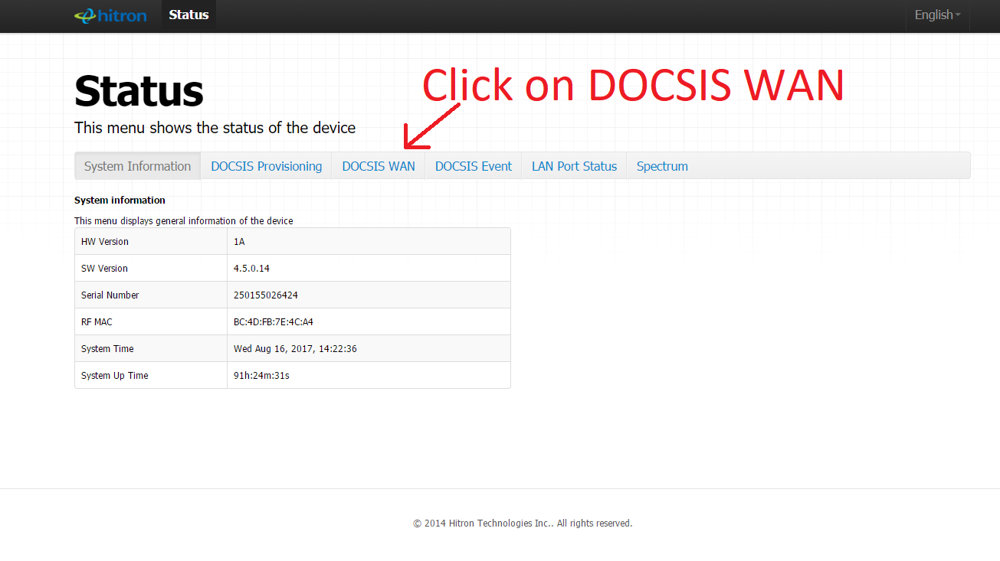 hitron Status English
Click on DOCSIS WAN
Status
This menu shows the status of the device
System Information DOCSIS Provisioning DOCSIS WAN DOCSIS Event LAN Port Status Spectrum
System information
This menu displays general information of the device
HW Version 1A
SW Version 4.5.0.14
Serial Number 250155026424
RF MAC BC:4D:FB:7E:4C:A4
System Time Wed Aug 16, 2017, 14:22:36
System Up Time 91h:24m:31s
© 2014 Hitron Technologies Inc.. All rights reserved.